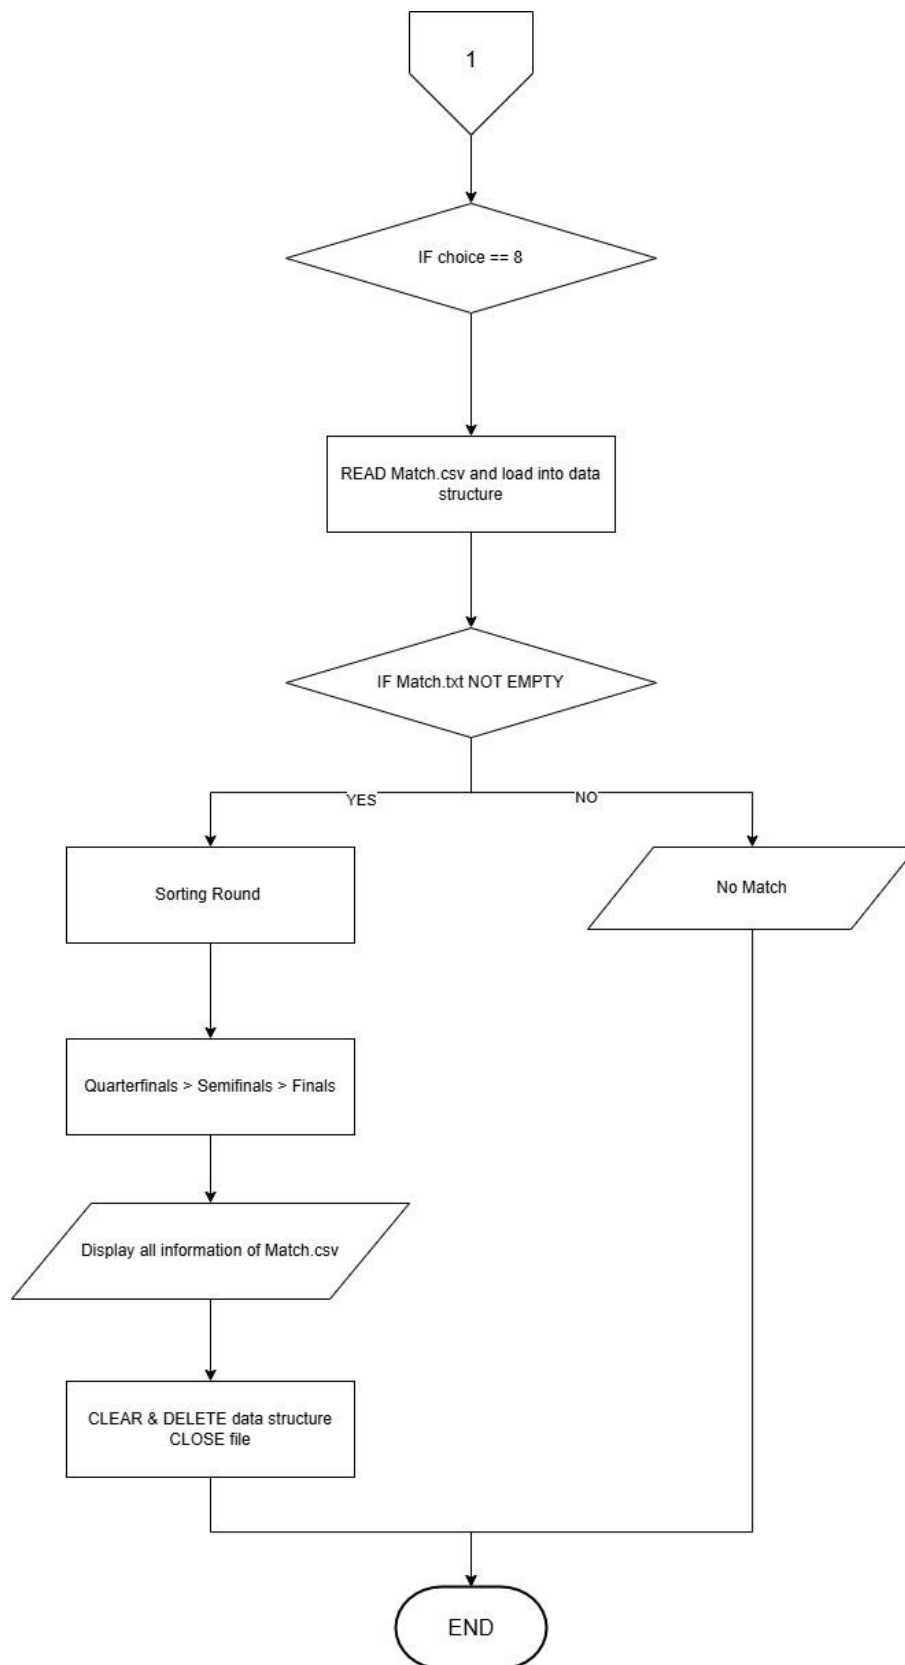 1
IF choice == 8
READ Match.csv and load into data
structure
IF Match.txt NOT EMPTY
YES
NO
Sorting Round
No Match
Quarterfinals > Semifinals > Finals
Display all information of Match.csv
CLEAR & DELETE data structure
CLOSE file
END